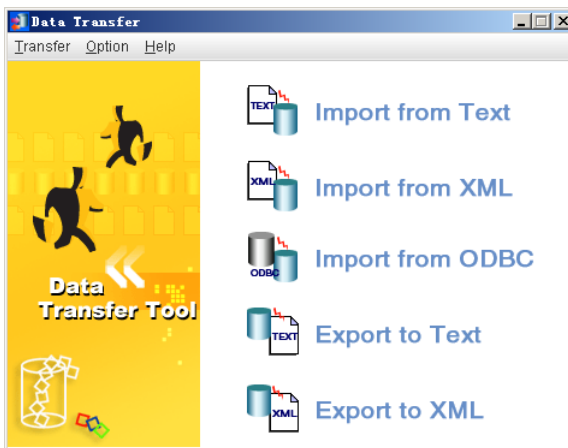 Data Transfer
Transfer Option Help
TEXT
Import from Text
XML
Import from XML
ODBC
Import from ODBC
Data
Transfer Tool
TEXT
Export to Text
XML
Export to XML